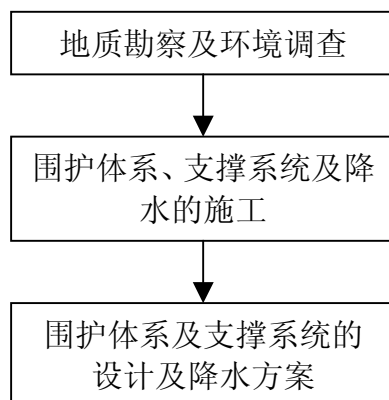 地质勘察及环境调查
围护体系、支撑系统及降
水的施工
围护体系及支撑系统的
设计及降水方案